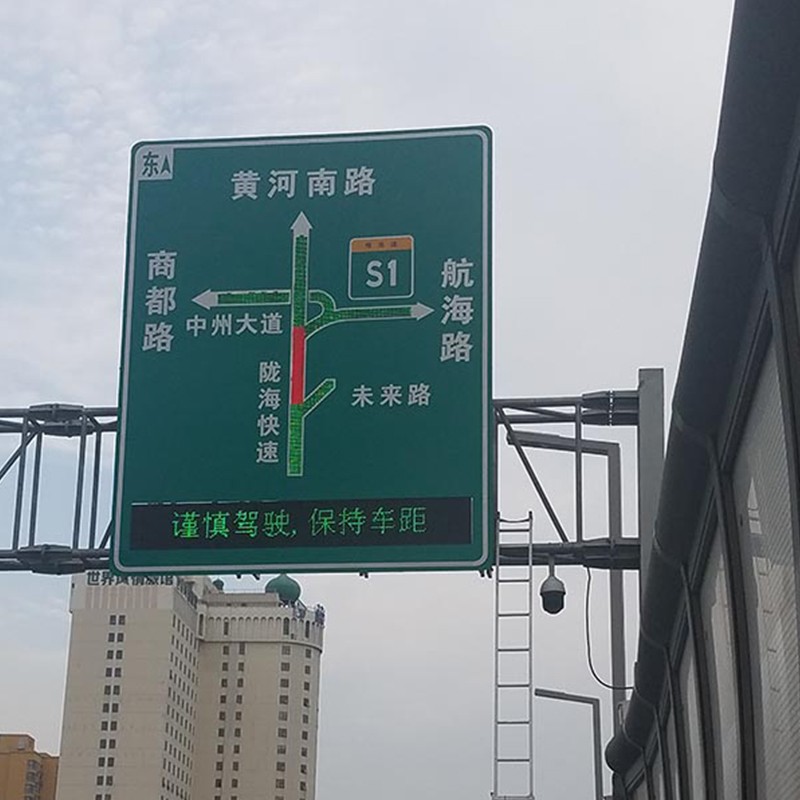 东
黄河南路
商都路
S1
航海路
中州大道
陇海快速
未来路
谨慎驾驶,保持车距